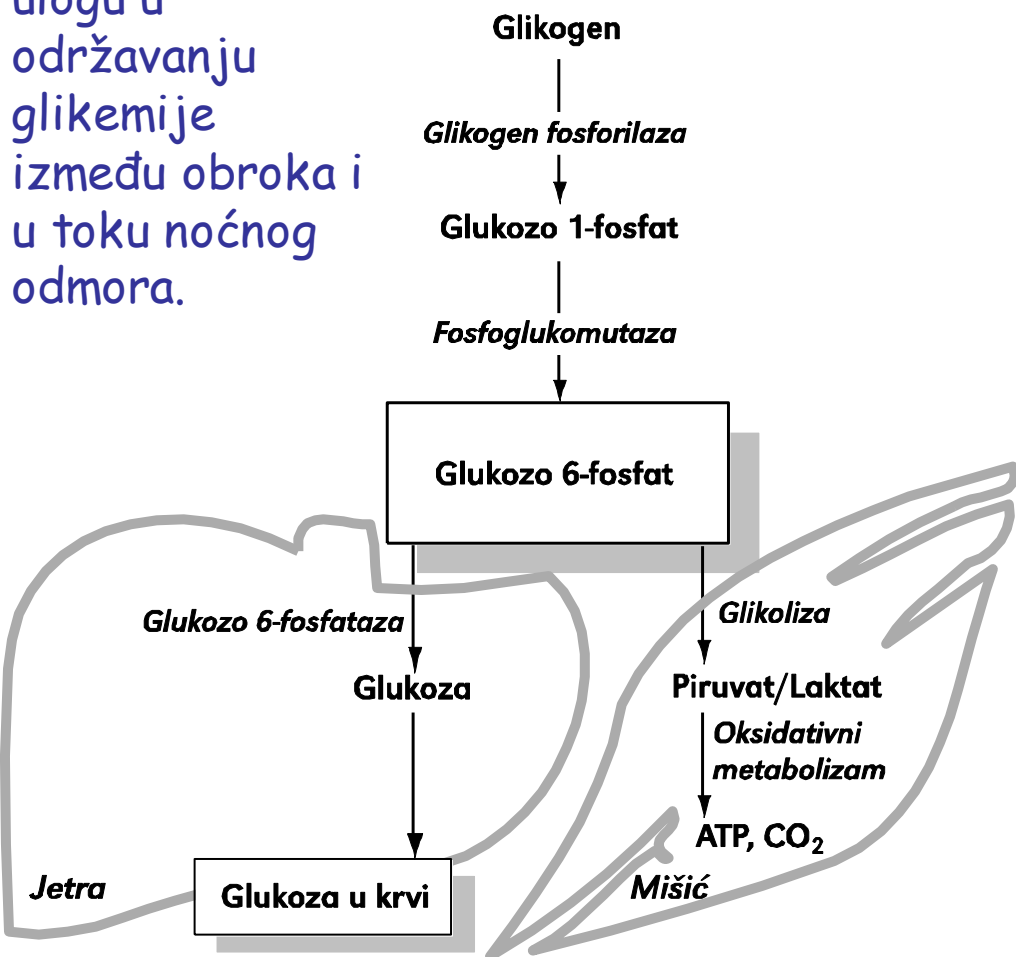 ulogu u
održavanju
glikemije
između obroka i
u toku noćnog
odmora.
Glikogen
Glikogen fosforilaza
Glukozo 1-fosfat
Fosfoglukomutaza
Glukozo 6-fosfat
Glukozo 6-fosfataza
Glukoza
Glukoza u krvi
Jetra
Glikoliza
Piruvat/Laktat
Oksidativni
metabolizam
ATP, CO₂
Mišić